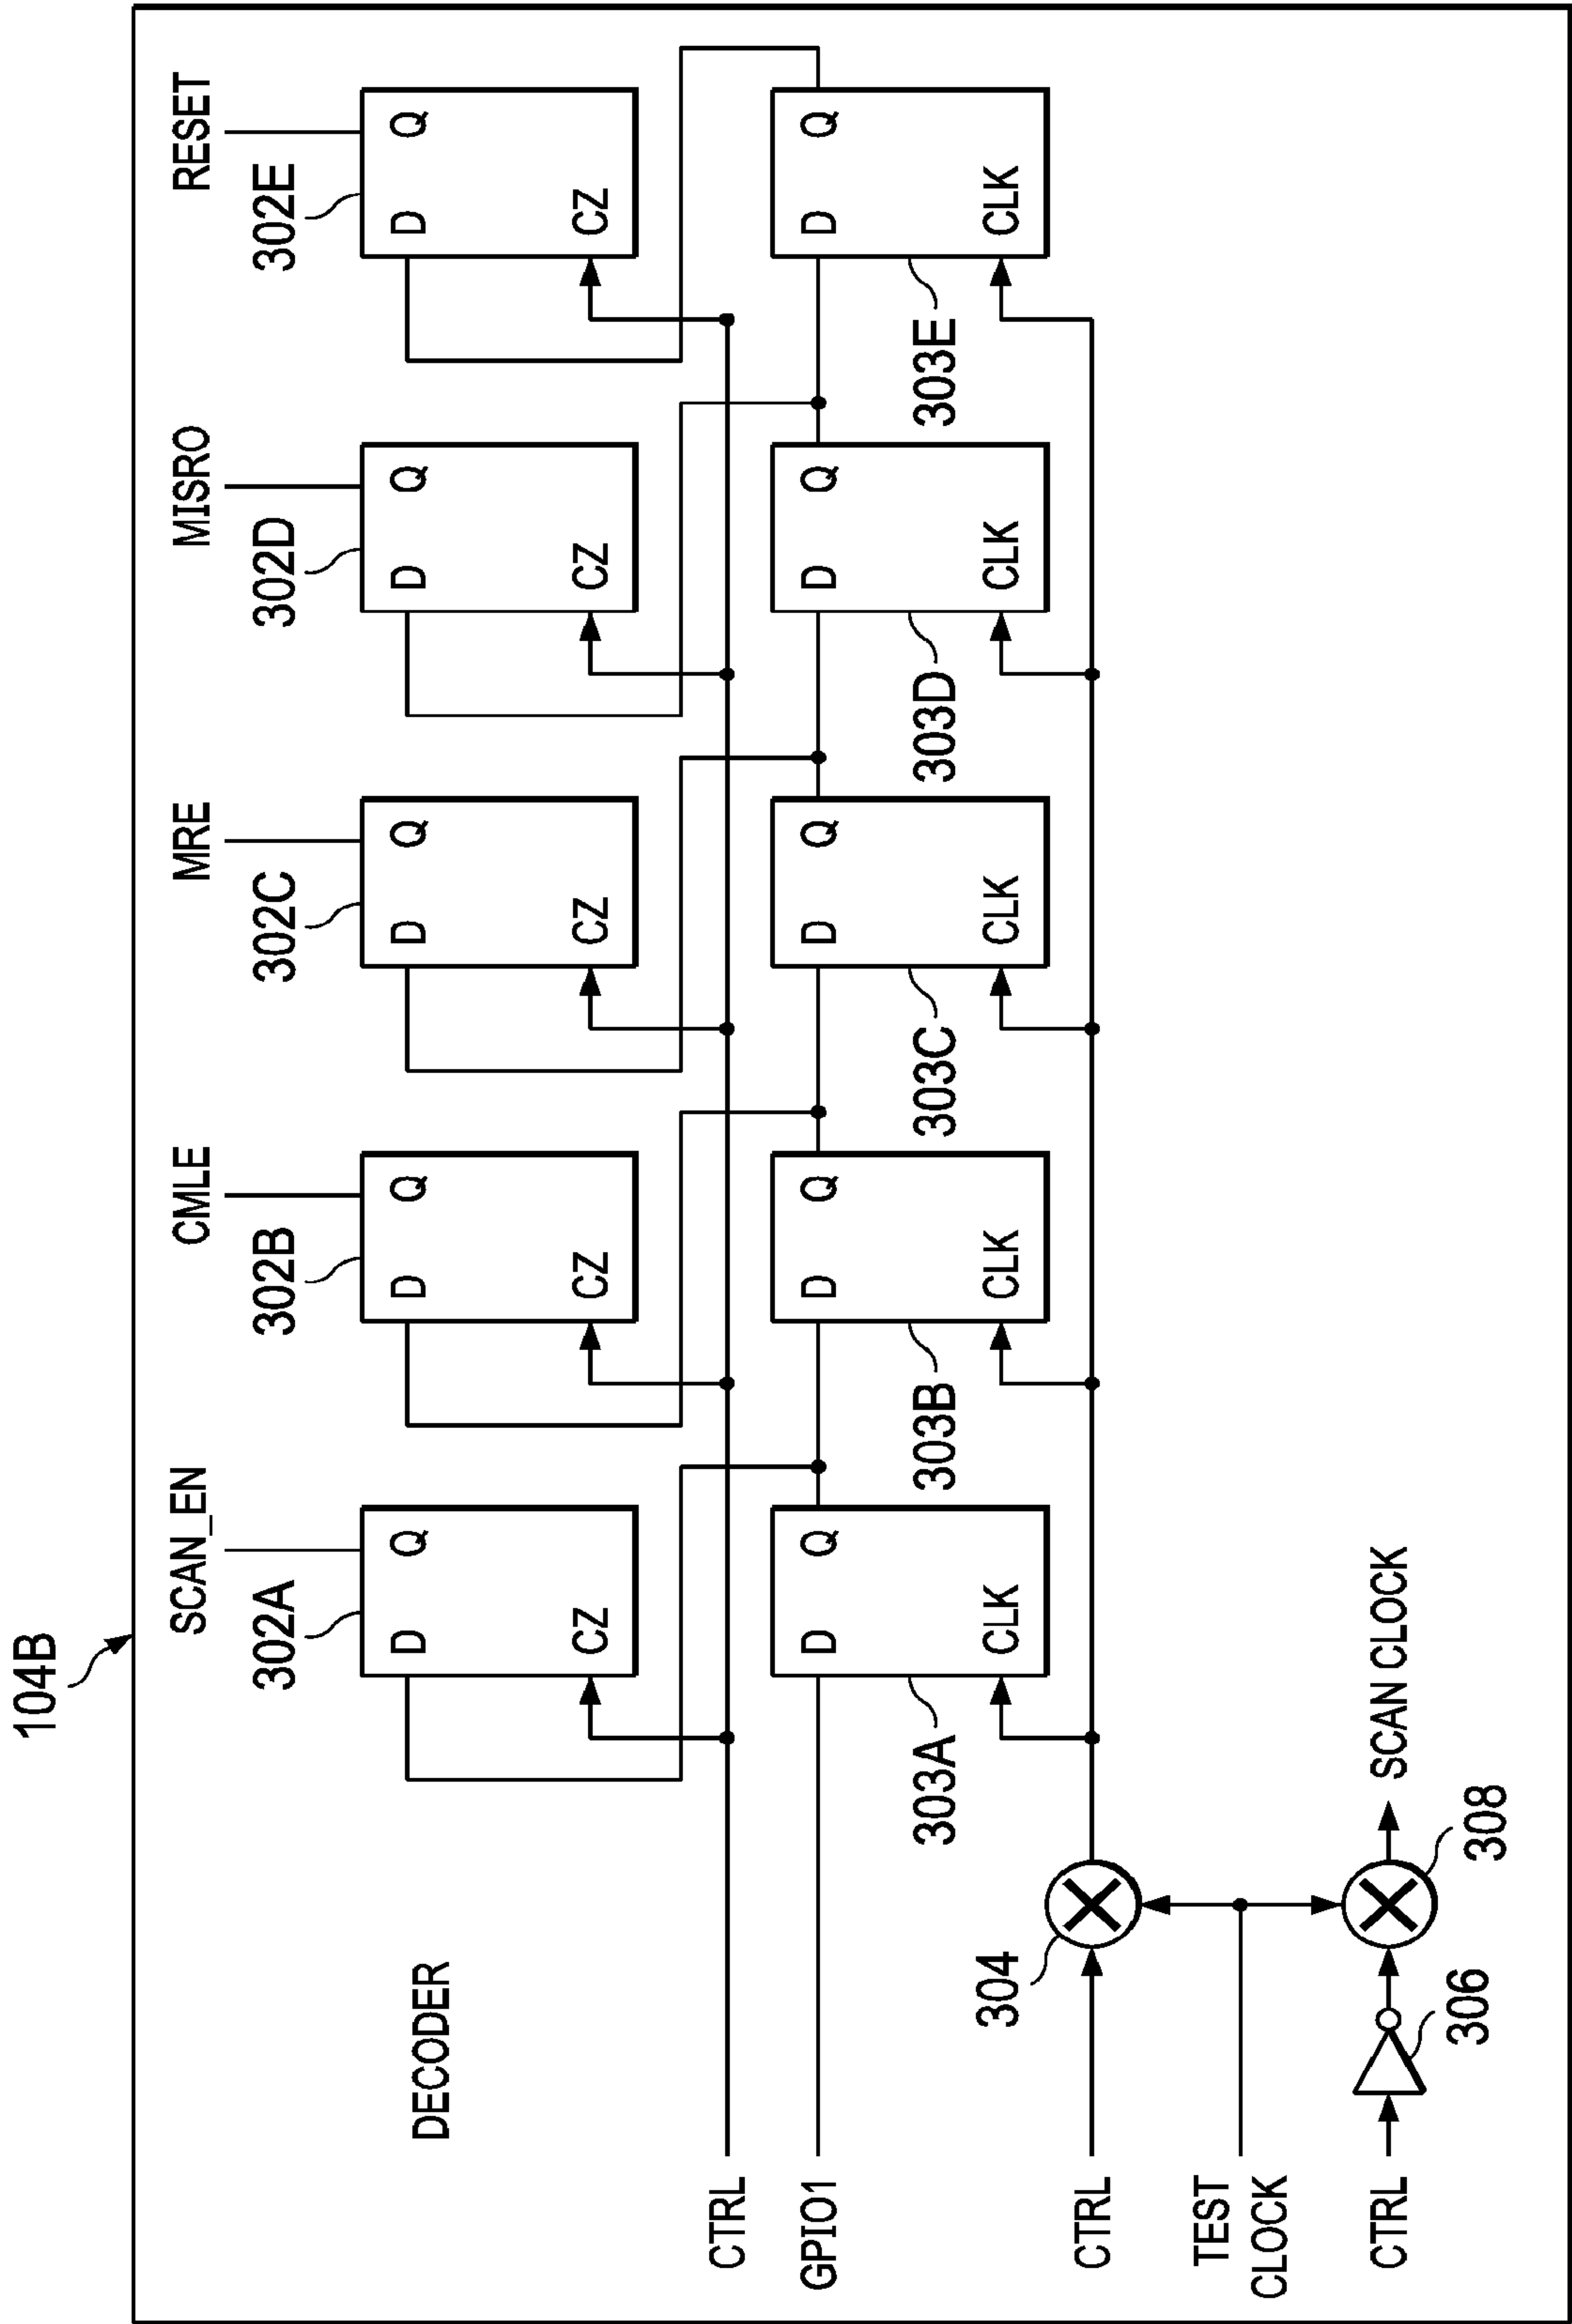 104B
SCAN_EN
CMLE
MRE
MISRO
RESET
302A
302B
302C
302D
302E
D Q
D Q
D Q
D Q
D Q
DECODER
CZ
CZ
CZ
CZ
CZ
CTRL
GPIO1
D Q
D Q
D Q
D Q
D Q
303A
303B
303C
303D
303E
CLK
CLK
CLK
CLK
CLK
304
CTRL
TEST
CLOCK
CTRL
SCAN CLOCK
306
308